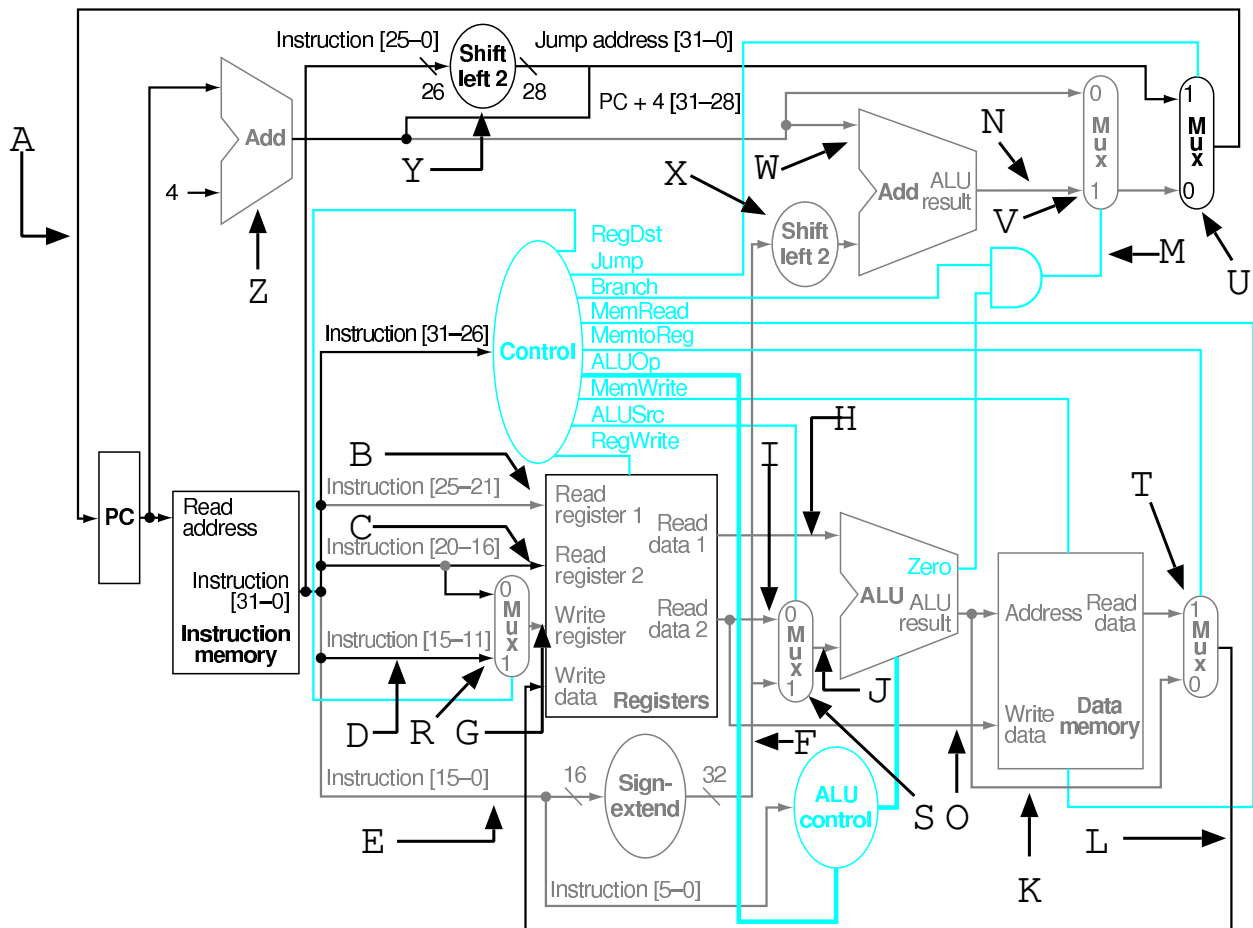 Instruction [25–0]
Shift
left 2
Jump address [31–0]
26
28
PC + 4 [31–28]
A
Add
Y
4
Z
X
W
N
0
Mux
1
1
Mux
0
ALU
Add result
Shift
left 2
V
M
U
RegDst
Jump
Branch
MemRead
MemtoReg
ALUOp
MemWrite
ALUSrc
RegWrite
Instruction [31–26]
Control
B
H
I
T
Instruction [25–21]
C
Instruction [20–16]
PC
Read
address
Instruction
[31–0]
Instruction
memory
Instruction [15–11]
0
Mux
1
Read
register 1
Read
data 1
Read
register 2
Write
register
Read
data 2
Write
data
Registers
0
Mux
1
Zero
ALU
ALU
result
Address
Read
data
Write
data
Data
memory
1
Mux
0
D
R
G
J
F
S
O
Instruction [15–0]
16
Sign-
extend
32
ALU
control
E
L
K
Instruction [5–0]